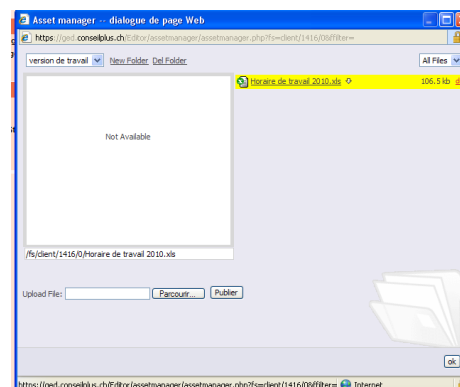 Asset manager -- dialogue de page Web
https://ged.conseilplus.ch/Editor/assetmanager/assetmanager.php?fs=client/1416/0&ffilter=
version de travail New Folder Del Folder All Files
Horaire de travail 2010.xls 106.5 kb
Not Available
/fs/client/1416/0/Horaire de travail 2010.xls
Upload File: Parcourir... Publier
ok
https://ged.conseilplus.ch/Editor/assetmanager/assetmanager.php?fs=client/1416/0&ffilter= Internet